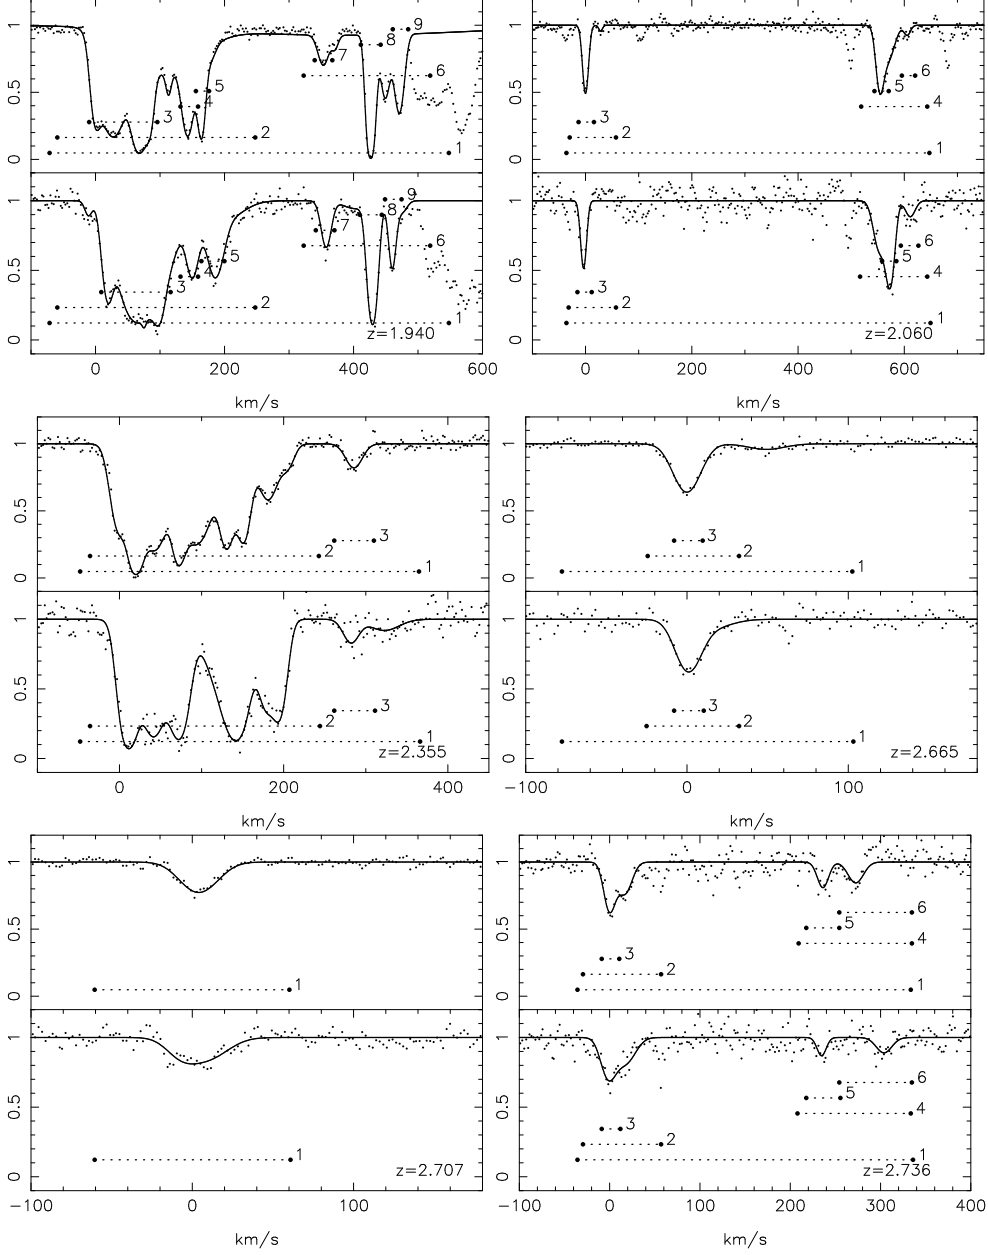 1 0.5 0 9 8 7 6 5 4 3 2 1
1 0.5 0 6 5 4 3 2 1
1 0.5 0 9 8 7 6 5 4 3 2 1 z=1.940
1 0.5 0 6 5 4 3 2 1 z=2.060
0 200 400 600
0 200 400 600
km/s
km/s
1 0.5 0 3 2 1
1 0.5 0 3 2 1
1 0.5 0 3 2 1 z=2.355
1 0.5 0 3 2 1 z=2.665
0 200 400
-100 0 100
km/s
km/s
1 0.5 0 1
1 0.5 0 6 5 4 3 2 1
1 0.5 0 1 z=2.707
1 0.5 0 6 5 4 3 2 1 z=2.736
-100 0 100
-100 0 100 200 300 400
km/s
km/s